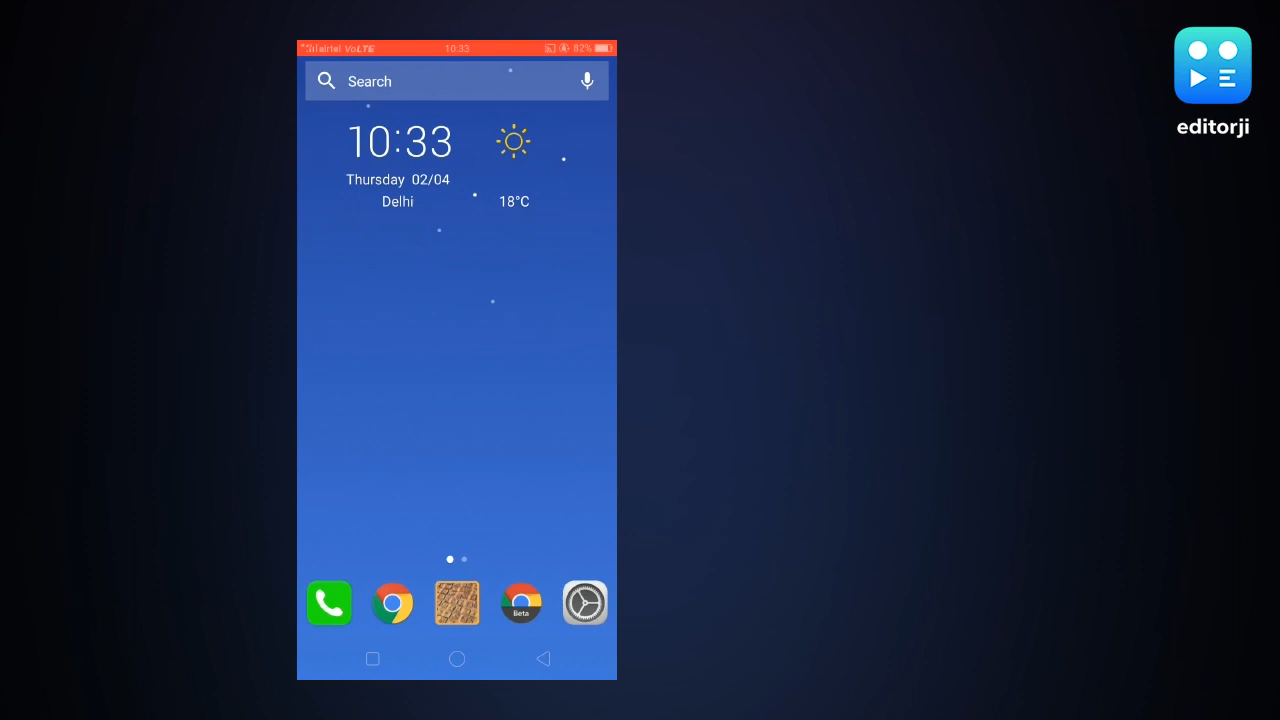 airtel VoLTE 10:33 82%
Search
10:33
Thursday 02/04
Delhi 18°C
Beta
editorji